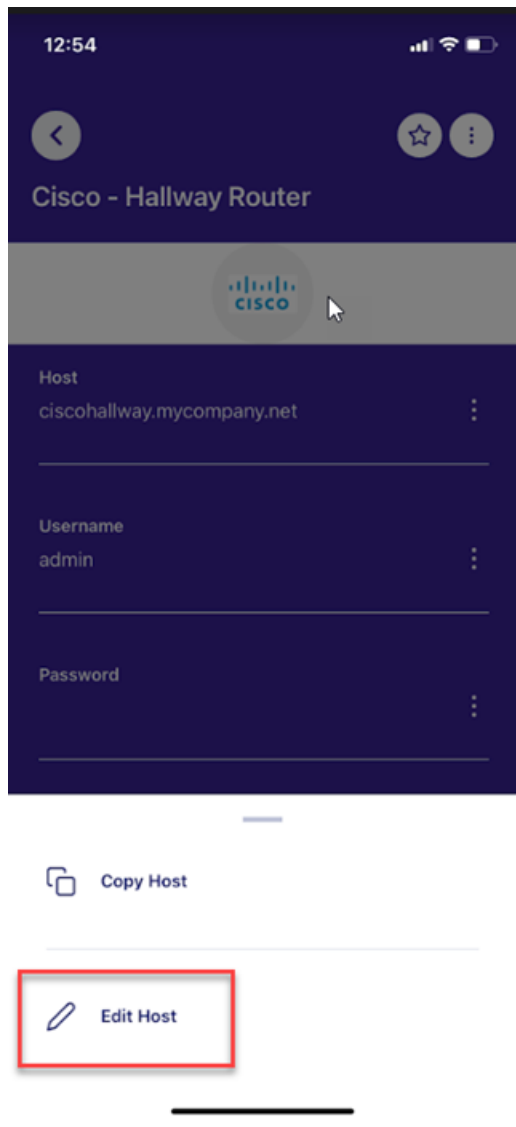 12:54
Cisco - Hallway Router
CISCO
Host
ciscohallway.mycompany.net
Username
admin
Password
Copy Host
Edit Host